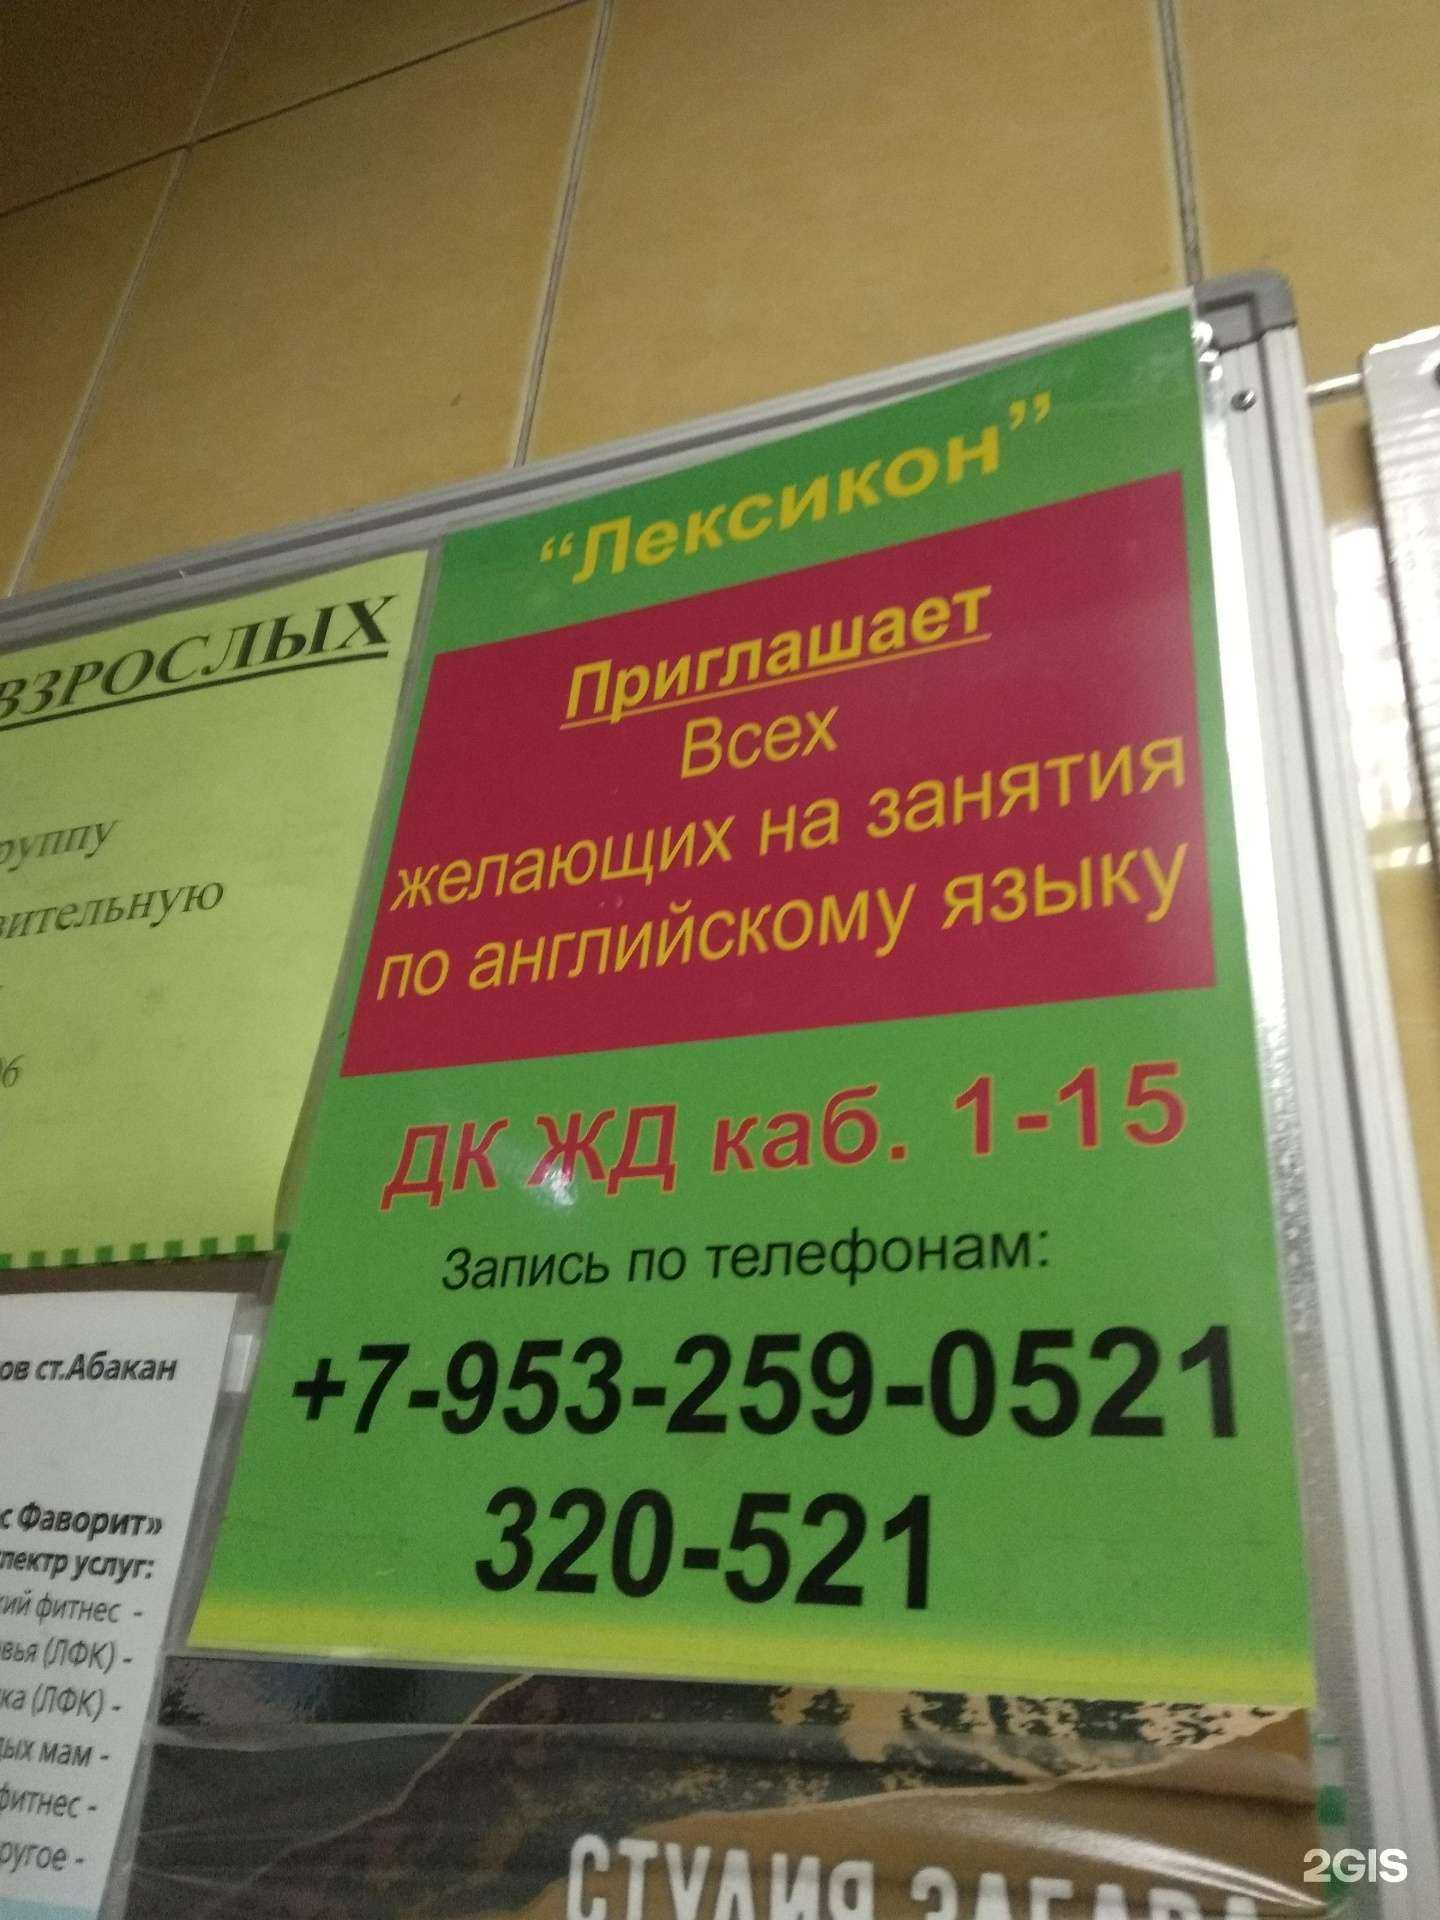 “Лексикон”
Приглашает
Всех
желающих на занятия
по английскому языку
ДК ЖД каб. 1-15
Запись по телефонам:
+7-953-259-0521
320-521
ВЗРОСЛЫХ
руппу
вительную
06
ов ст.Абакан
с Фаворит»
пектр услуг:
кий фитнес -
вья (ЛФК) -
ка (ЛФК) -
дых мам -
фитнес -
ругое -
СТУДИЯ ЗАГАРА
2GIS